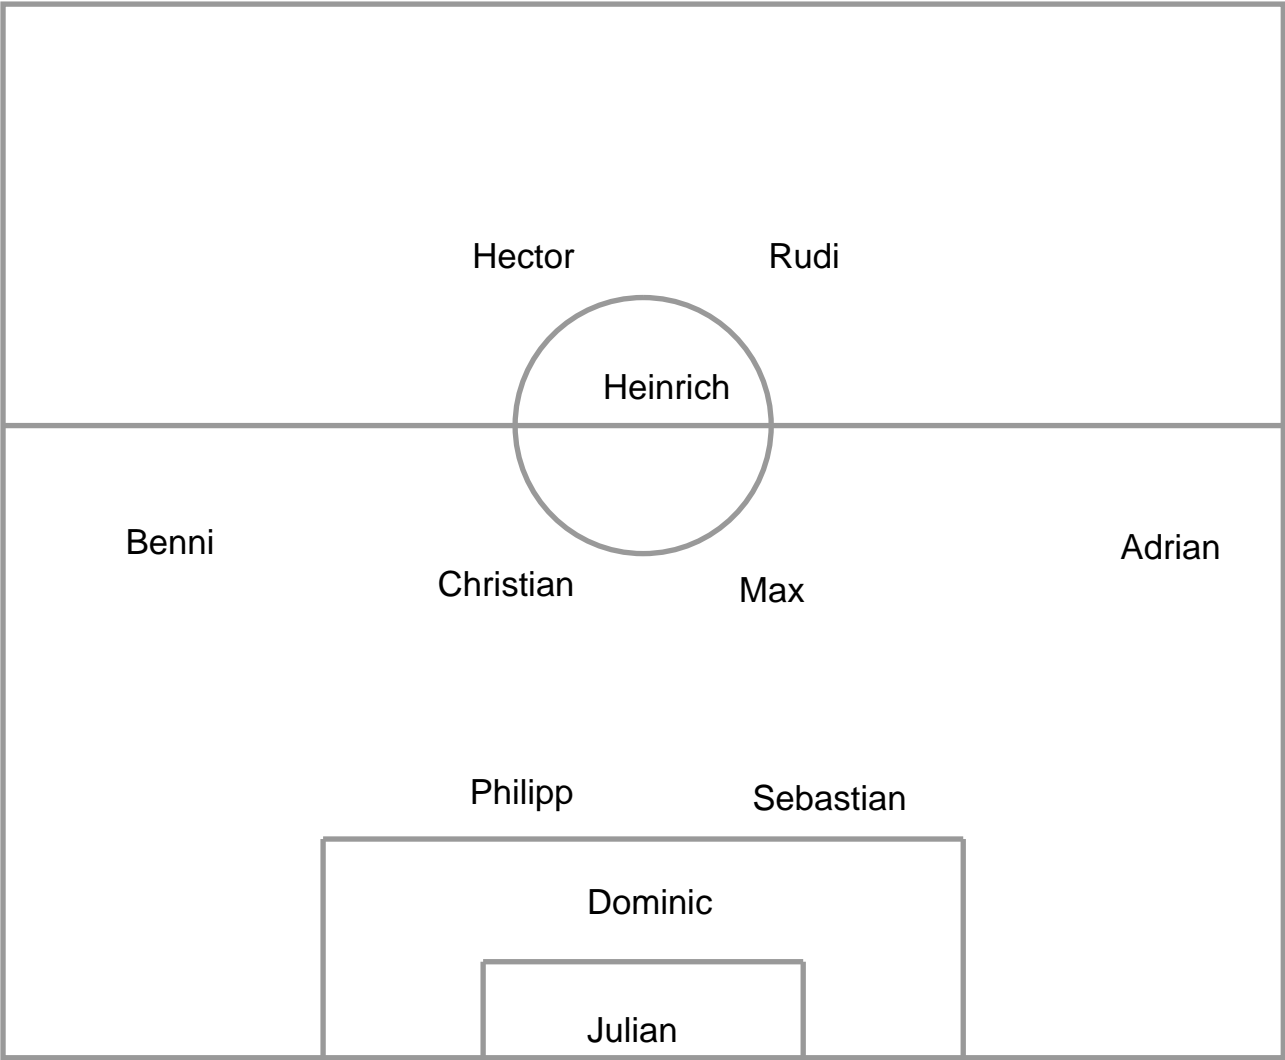 Hector
Rudi
Heinrich
Benni
Adrian
Christian
Max
Philipp
Sebastian
Dominic
Julian